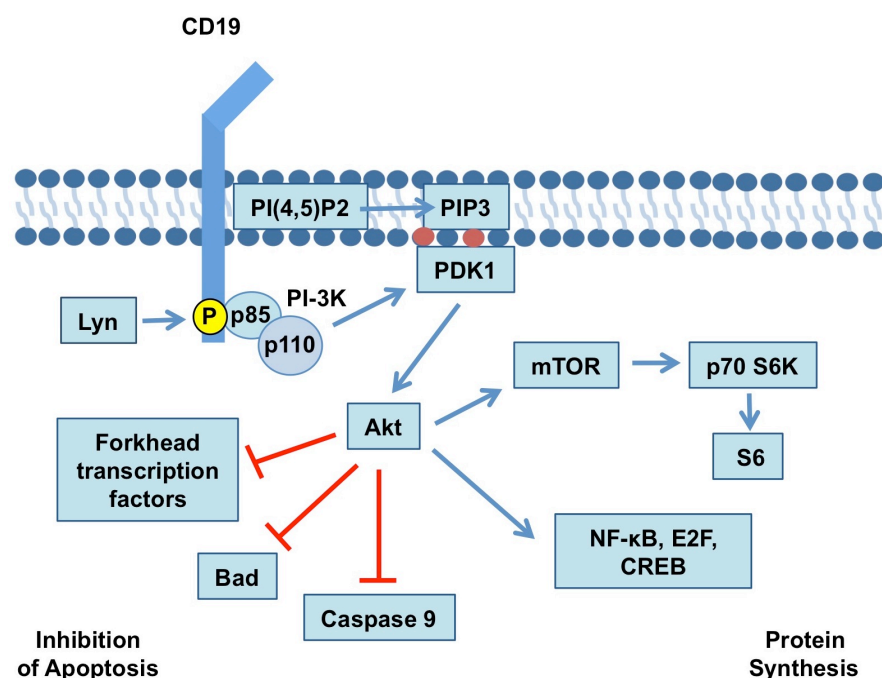 CD19
PI(4,5)P2
PIP3
PDK1
Lyn
P
p85
PI-3K
p110
mTOR
p70 S6K
S6
Akt
Forkhead
transcription
factors
Bad
Caspase 9
NF-κB, E2F,
CREB
Inhibition
of Apoptosis
Protein
Synthesis